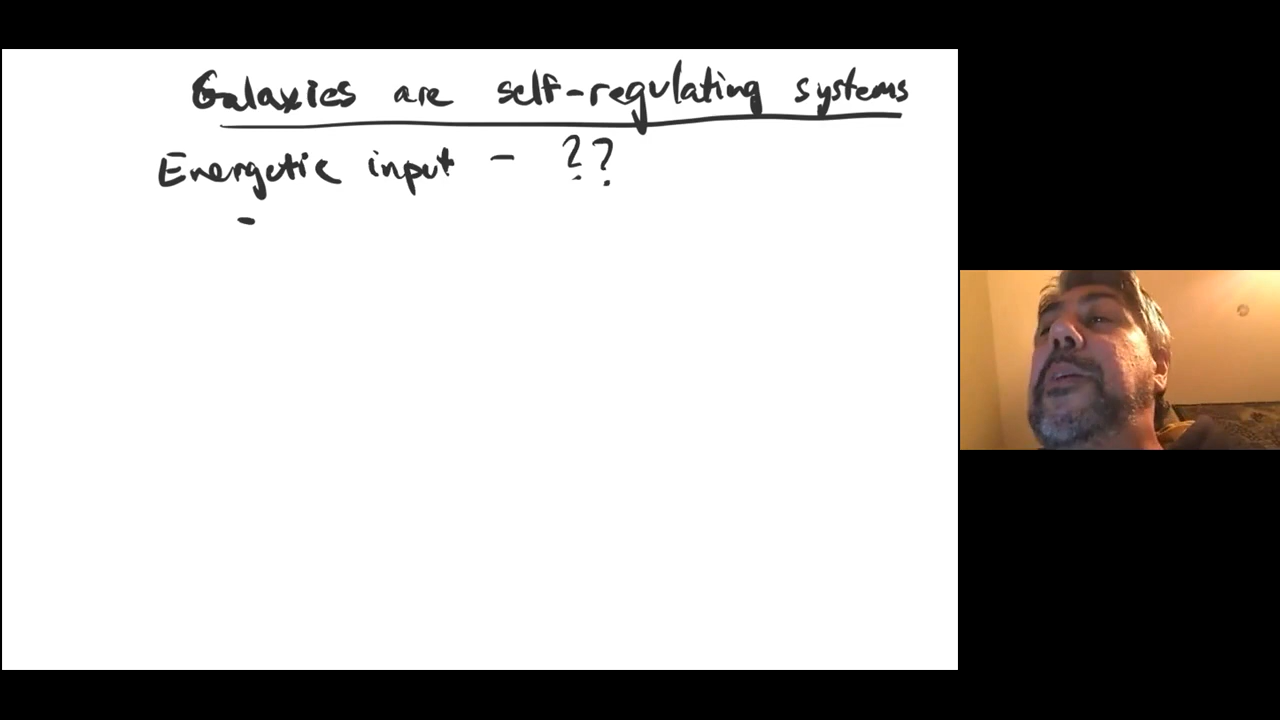 Galaxies are self-regulating systems
Energetic input - ??
-